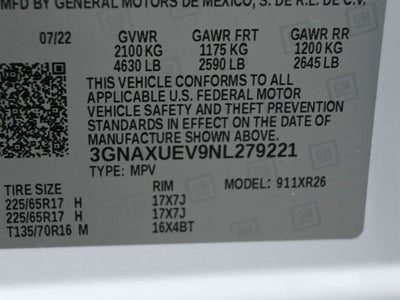 MFD BY GENERAL MOTORS DE MEXICO, S. DE R.L. DE C.V.
07/22 GVWR GAWR FRT GAWR RR
2100 KG 1175 KG 1200 KG
4630 LB 2590 LB 2645 LB
THIS VEHICLE CONFORMS TO ALL
APPLICABLE U.S. FEDERAL MOTOR
VEHICLE SAFETY AND THEFT PREVENTION
STANDARDS IN EFFECT ON THE DATE OF
MANUFACTURE SHOWN ABOVE.
3GNAXUEV9NL279221
TYPE: MPV MODEL: 911XR26
TIRE SIZE RIM
225/65R17 H 17X7J
225/65R17 H 17X7J
T135/70R16 M 16X4BT
GM